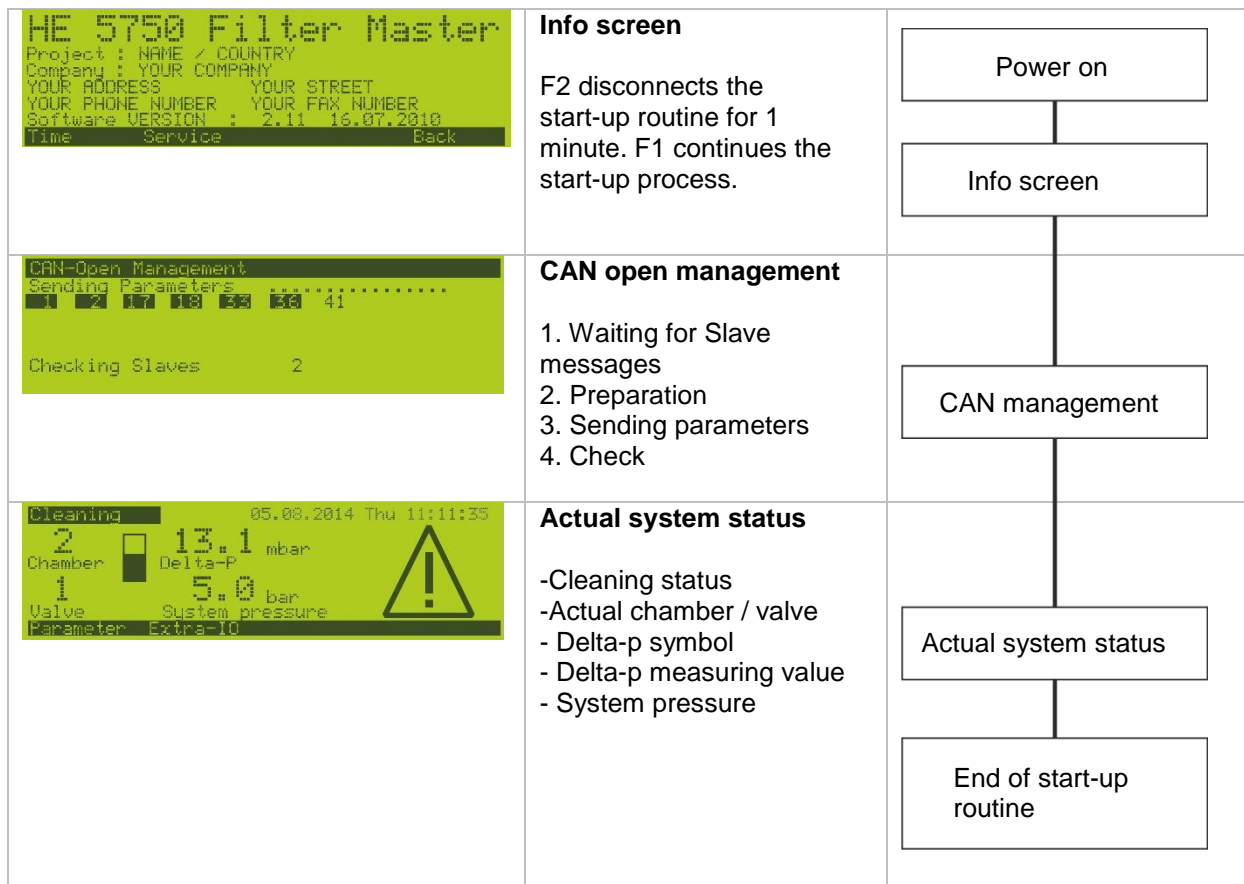 HE 5750 Filter Master
Project : NAME / COUNTRY
Company : YOUR COMPANY
YOUR ADDRESS YOUR STREET
YOUR PHONE NUMBER YOUR FAX NUMBER
Software VERSION : 2.11 16.07.2010
Time Service Back
Info screen
F2 disconnects the
start-up routine for 1
minute. F1 continues the
start-up process.
Power on
Info screen
CAN-Open Management
Sending Parameters ................
1 2 17 18 33 36 41
Checking Slaves 2
CAN open management
1. Waiting for Slave
messages
2. Preparation
3. Sending parameters
4. Check
CAN management
Cleaning 05.08.2014 Thu 11:11:35
2 13.1 mbar
Chamber Delta-P
1 5.0 bar
Valve System pressure
Parameter Extra-IO
Actual system status
-Cleaning status
-Actual chamber / valve
- Delta-p symbol
- Delta-p measuring value
- System pressure
Actual system status
End of start-up
routine